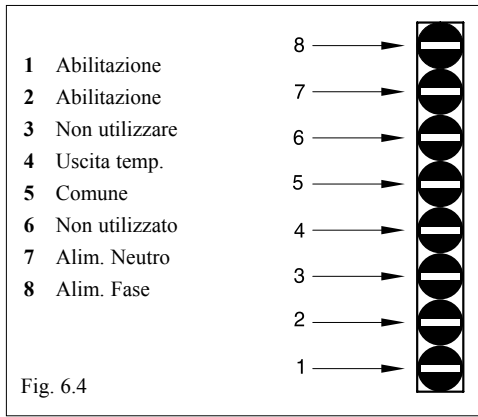 1 Abilitazione
2 Abilitazione
3 Non utilizzare
4 Uscita temp.
5 Comune
6 Non utilizzato
7 Alim. Neutro
8 Alim. Fase
Fig. 6.4
8
7
6
5
4
3
2
1